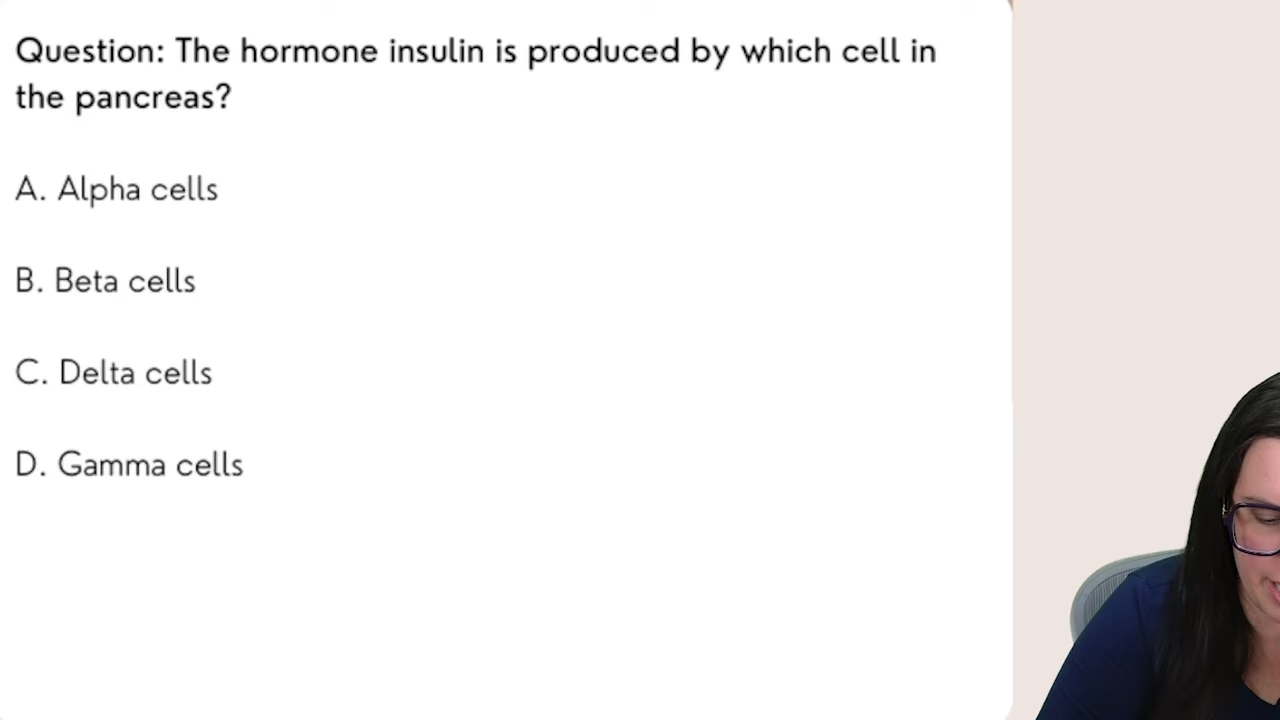 Question: The hormone insulin is produced by which cell in
the pancreas?
A. Alpha cells
B. Beta cells
C. Delta cells
D. Gamma cells